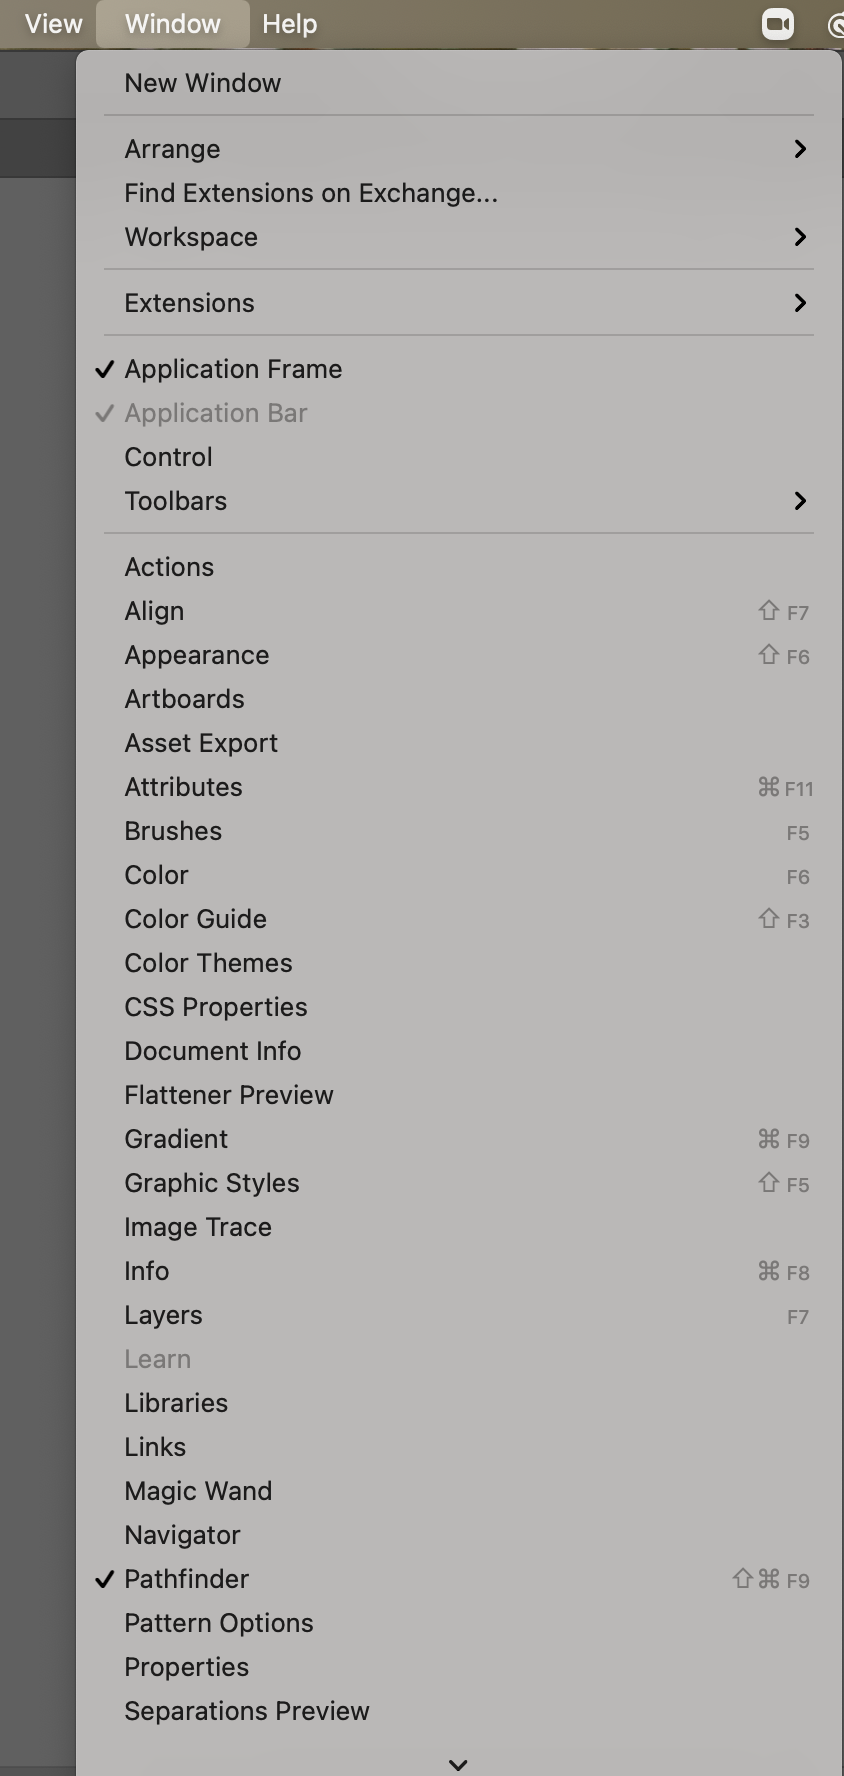 View Window Help
New Window
Arrange
Find Extensions on Exchange...
Workspace
Extensions
✓ Application Frame
✓ Application Bar
Control
Toolbars
Actions
Align ⇧ F7
Appearance ⇧ F6
Artboards
Asset Export
Attributes ⌘ F11
Brushes F5
Color F6
Color Guide ⇧ F3
Color Themes
CSS Properties
Document Info
Flattener Preview
Gradient ⌘ F9
Graphic Styles ⇧ F5
Image Trace
Info ⌘ F8
Layers F7
Learn
Libraries
Links
Magic Wand
Navigator
✓ Pathfinder ⇧ ⌘ F9
Pattern Options
Properties
Separations Preview